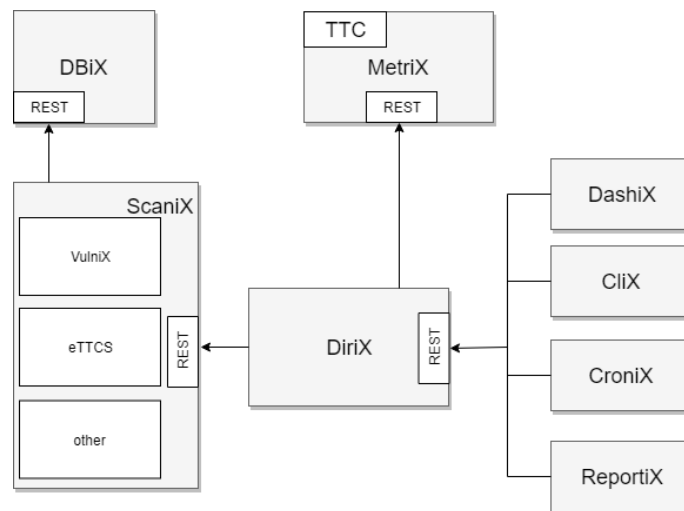 TTC
DBiX
MetriX
REST
REST
ScaniX
DashiX
VulniX
CliX
eTTCS
REST
DiriX
REST
CroniX
other
ReportiX